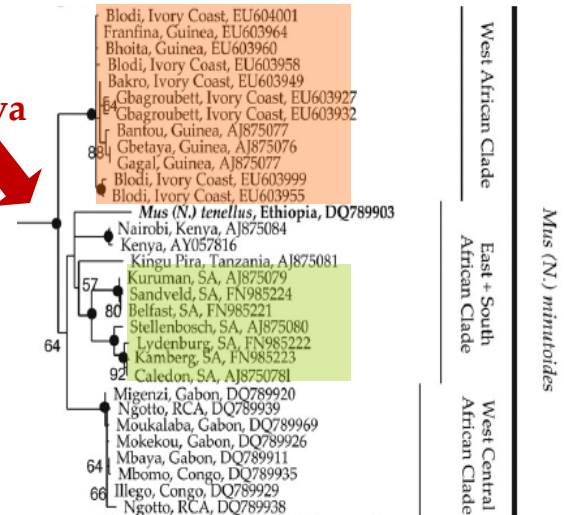 Blodi, Ivory Coast, EU604001
Franfina, Guinea, EU603964
Bhoita, Guinea, EU603960
Blodi, Ivory Coast, EU603958
Bakro, Ivory Coast, EU603949
Gbagroubett, Ivory Coast, EU603927
64
Gbagroubett, Ivory Coast, EU603932
va
Bantou, Guinea, AJ875077
Gbetaya, Guinea, AJ875076
88
Gagal, Guinea, AJ875077
Blodi, Ivory Coast, EU603999
Blodi, Ivory Coast, EU603955
West African Clade
Mus (N.) tenellus, Ethiopia, DQ789903
Nairobi, Kenya, AJ875084
Kenya, AY057816
Kingu Pira, Tanzania, AJ875081
57
Kuruman, SA, AJ875079
Sandveld, SA, FN985224
80
Belfast, SA, FN985221
Stellenbosch, SA, AJ875080
Lydenburg, SA, FN985222
64
Kamberg, SA, FN985223
92
Caledon, SA, AJ875078l
East + South
African Clade
Migenzi, Gabon, DQ789920
Ngotto, RCA, DQ789939
Moukalaba, Gabon, DQ789969
Mokekou, Gabon, DQ789926
Mbaya, Gabon, DQ789911
64
Mbomo, Congo, DQ789935
66
Illego, Congo, DQ789929
Ngotto, RCA, DQ789938
West Central
African Clade
Mus (N.) minutoides